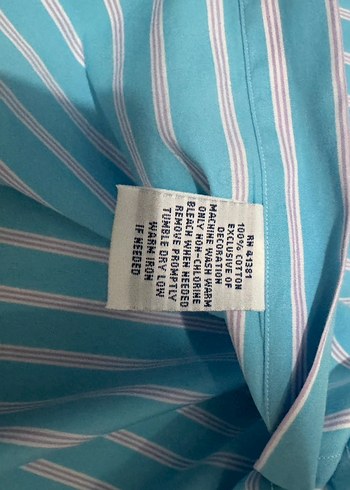 RN 41381
100% COTTON
EXCLUSIVE OF
DECORATION
MACHINE WASH WARM
ONLY NON-CHLORINE
BLEACH WHEN NEEDED
REMOVE PROMPTLY
TUMBLE DRY LOW
WARM IRON
IF NEEDED